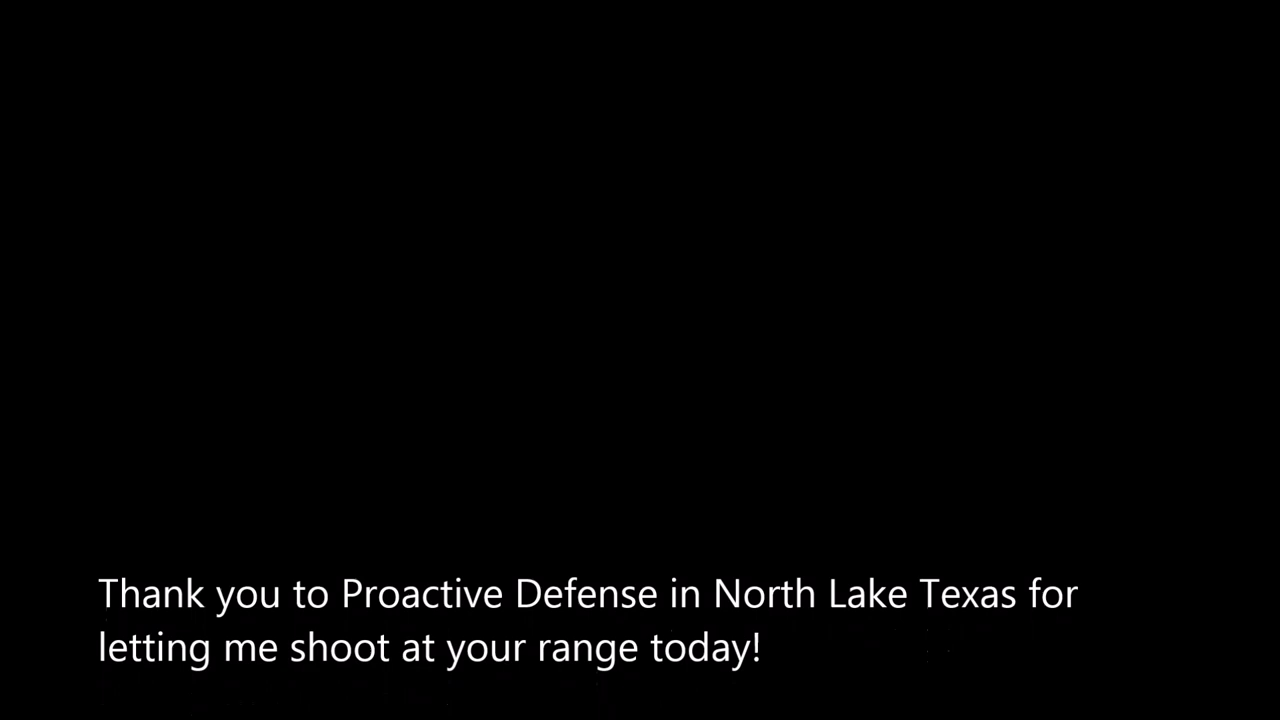 Thank you to Proactive Defense in North Lake Texas for
letting me shoot at your range today!